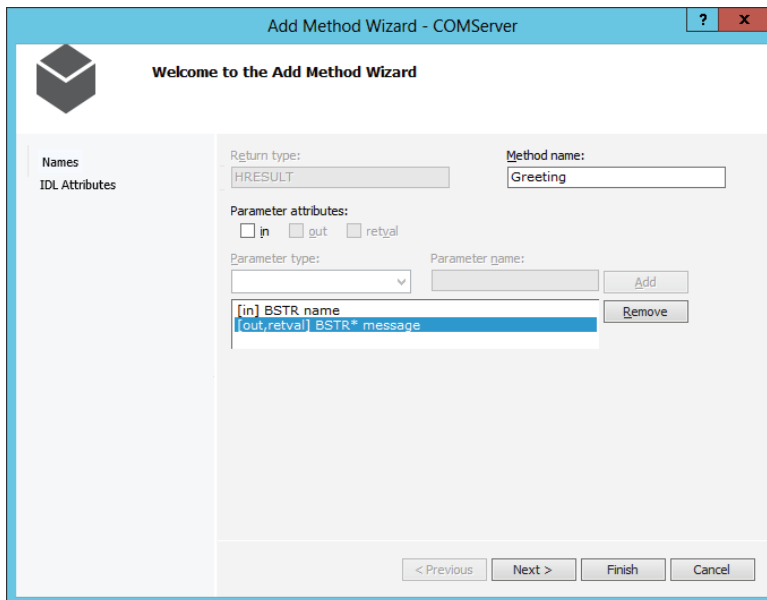 Add Method Wizard - COMServer
? x
Welcome to the Add Method Wizard
Names
IDL Attributes
Return type:
Method name:
HRESULT
Greeting
Parameter attributes:
in out retval
Parameter type:
Parameter name:
Add
[in] BSTR name
[out,retval] BSTR* message
Remove
< Previous Next > Finish Cancel